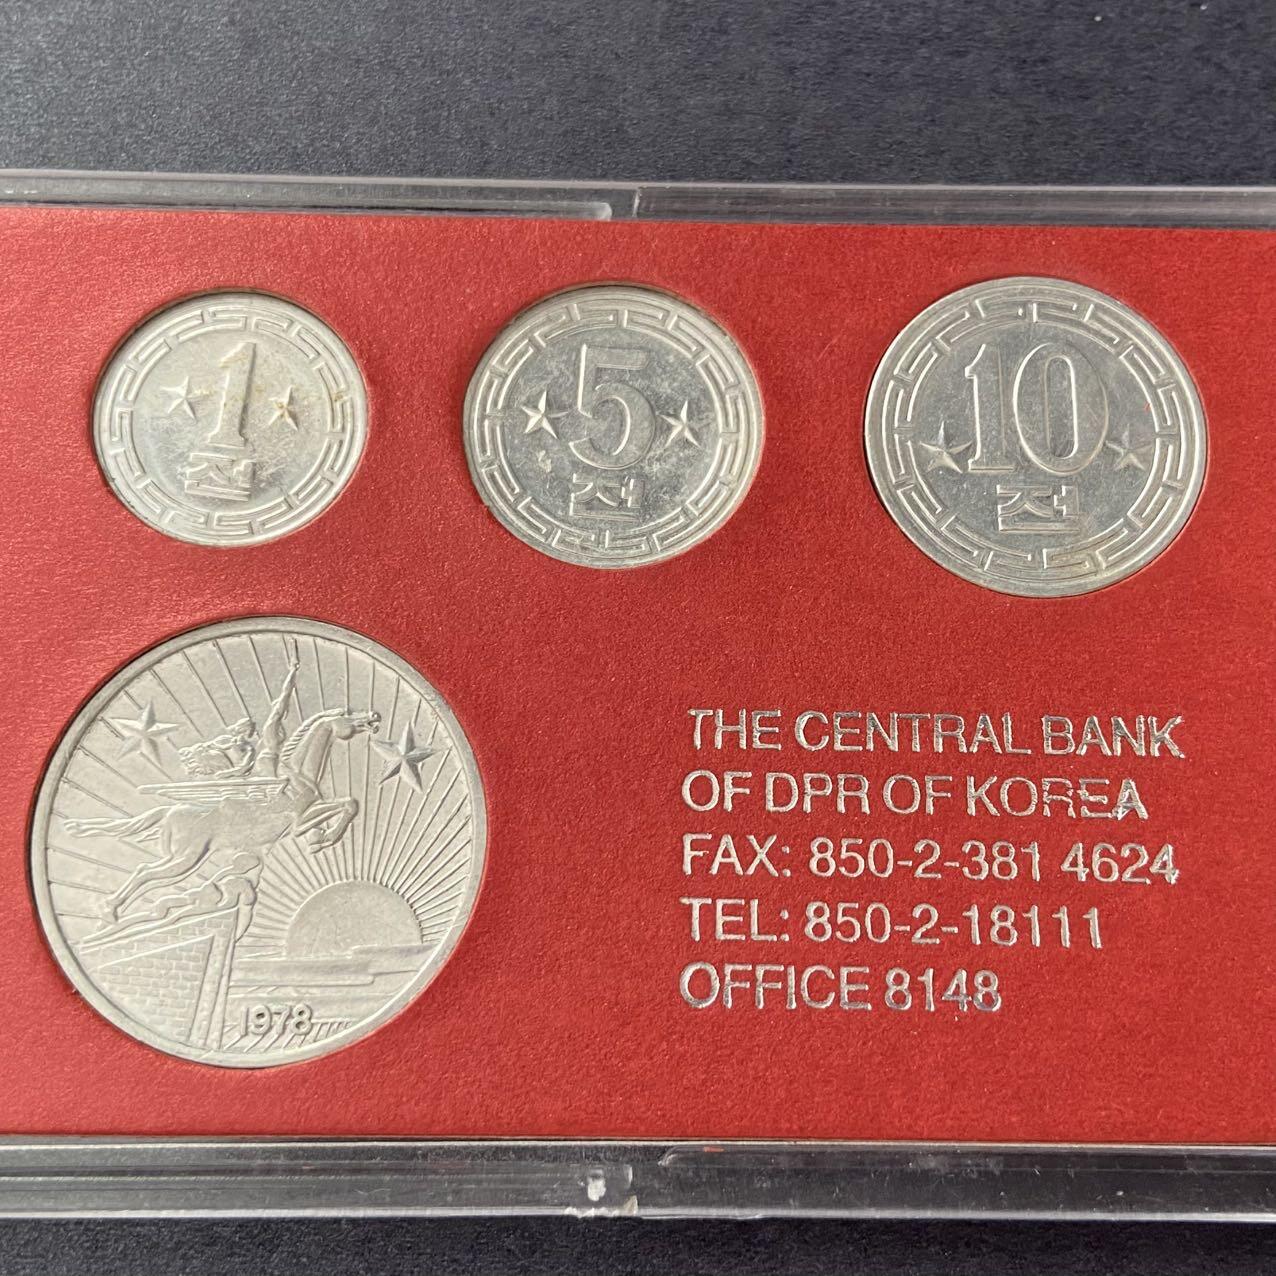 1
전
5
전
10
전
1978
THE CENTRAL BANK
OF DPR OF KOREA
FAX: 850-2-381 4624
TEL: 850-2-18111
OFFICE 8148